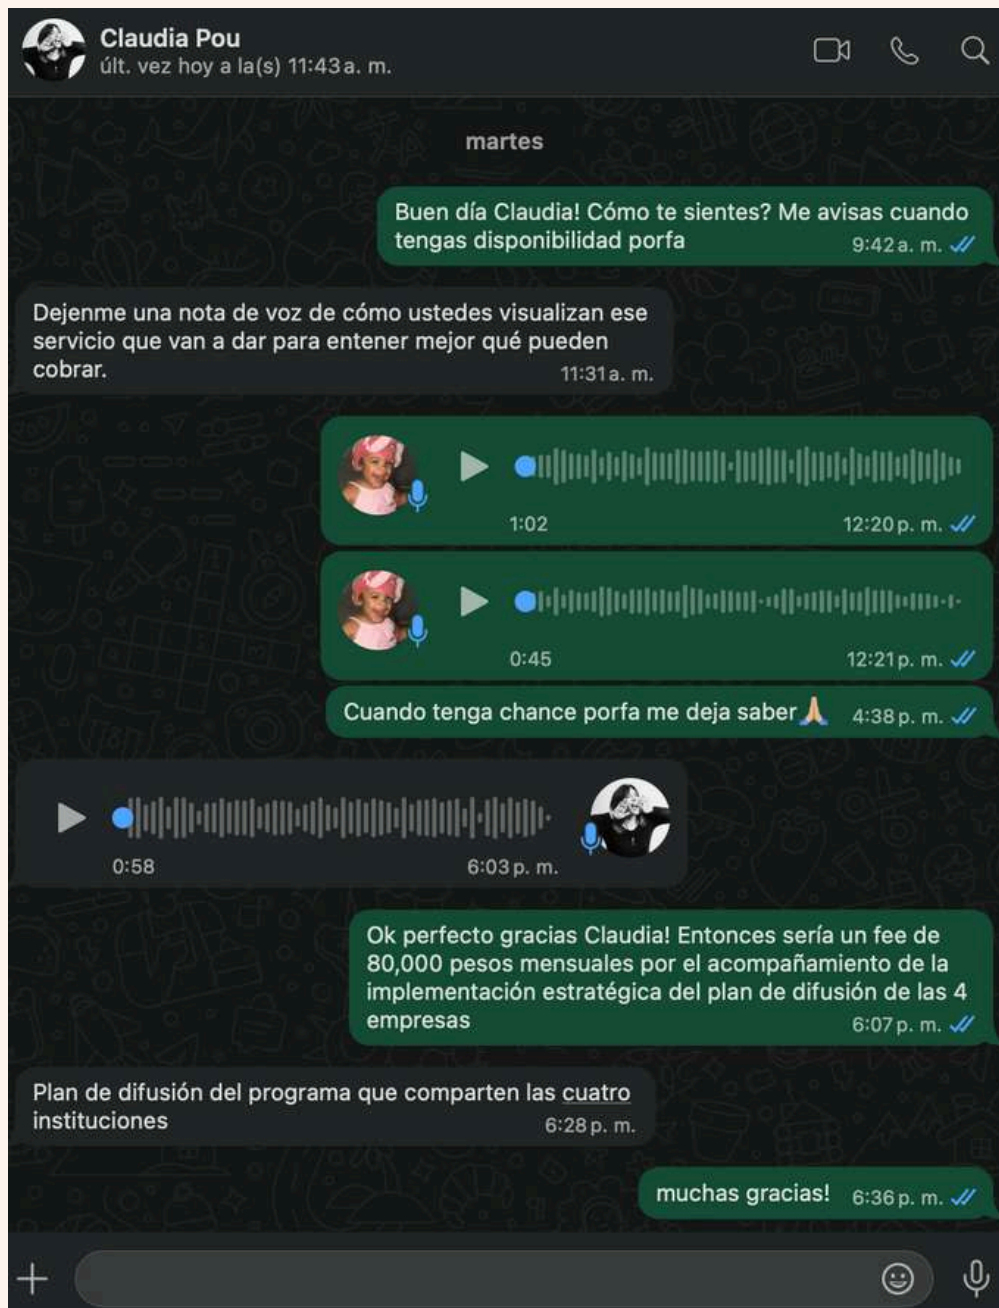 Claudia Pou
últ. vez hoy a la(s) 11:43 a. m.
martes
Buen día Claudia! Cómo te sientes? Me avisas cuando
tengas disponibilidad porfa
9:42 a. m.
Dejenme una nota de voz de cómo ustedes visualizan ese
servicio que van a dar para entener mejor qué pueden
cobrar.
11:31 a. m.
1:02
12:20 p. m.
0:45
12:21 p. m.
Cuando tenga chance porfa me deja saber🙏🏼
4:38 p. m.
0:58
6:03 p. m.
Ok perfecto gracias Claudia! Entonces sería un fee de
80,000 pesos mensuales por el acompañamiento de la
implementación estratégica del plan de difusión de las 4
empresas
6:07 p. m.
Plan de difusión del programa que comparten las cuatro
instituciones
6:28 p. m.
muchas gracias!
6:36 p. m.